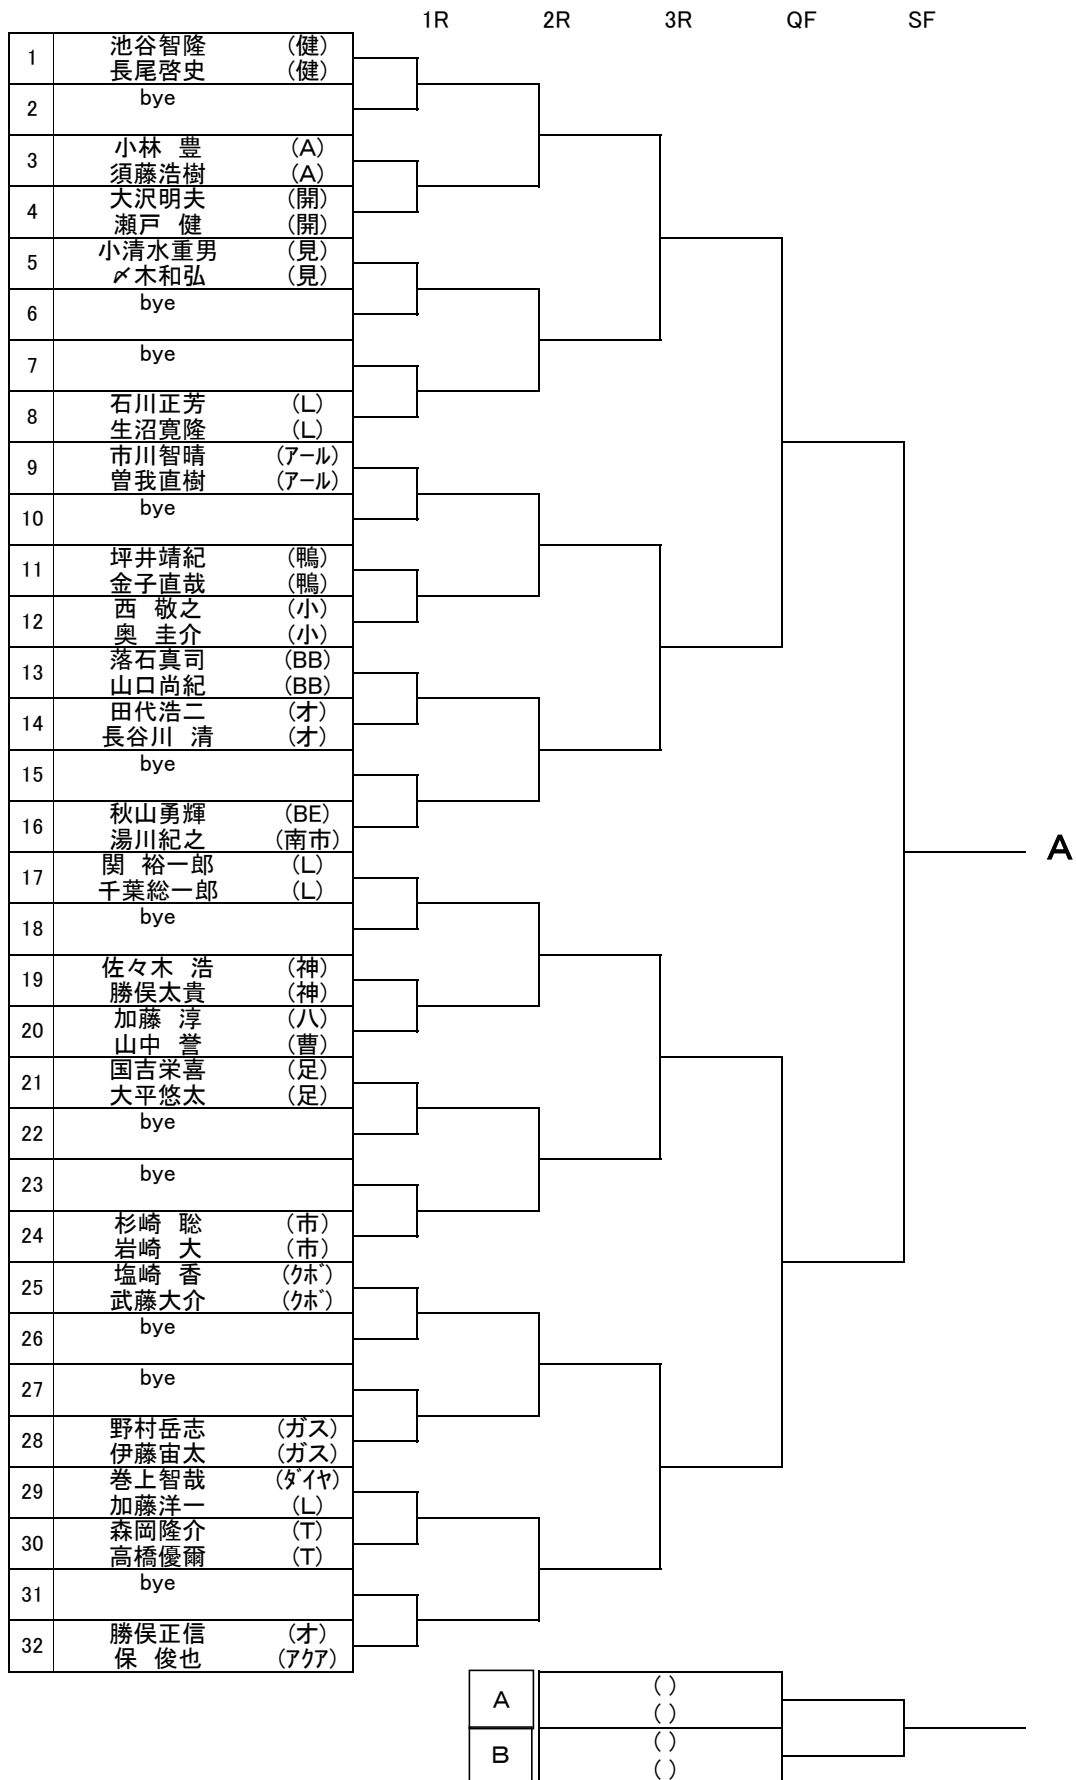 1R 2R 3R QF SF
1 池谷智隆 (健)
長尾啓史 (健)
2 bye
3 小林 豊 (A)
須藤浩樹 (A)
4 大沢明夫 (開)
瀬戸 健 (開)
5 小清水重男 (見)
〆木和弘 (見)
6 bye
7 bye
8 石川正芳 (L)
生沼寛隆 (L)
9 市川智晴 (アール)
曽我直樹 (アール)
10 bye
11 坪井靖紀 (鴨)
金子直哉 (鴨)
12 西 敬之 (小)
奥 圭介 (小)
13 落石真司 (BB)
山口尚紀 (BB)
14 田代浩二 (才)
長谷川 清 (才)
15 bye
16 秋山勇輝 (BE)
湯川紀之 (南市)
17 関 裕一郎 (L)
千葉総一郎 (L)
18 bye
19 佐々木 浩 (神)
勝俣太貴 (神)
20 加藤 淳 (八)
山中 誉 (曹)
21 国吉栄喜 (足)
大平悠太 (足)
22 bye
23 bye
24 杉崎 聡 (市)
岩崎 大 (市)
25 塩崎 香 (クボ)
武藤大介 (クボ)
26 bye
27 bye
28 野村岳志 (ガス)
伊藤宙太 (ガス)
29 巻上智哉 (ダイヤ)
加藤洋一 (L)
30 森岡隆介 (T)
高橋優爾 (T)
31 bye
32 勝俣正信 (才)
保 俊也 (アクア)
A
A ( )
( )
B ( )
( )